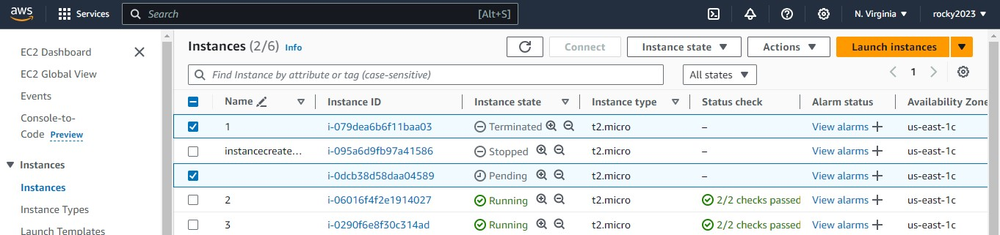 aws Services Search [Alt+S] N. Virginia rocky2023
EC2 Dashboard
EC2 Global View
Events
Console-to-
Code Preview
Instances
Instances
Instance Types
Launch Templates
Instances (2/6) Info Connect Instance state Actions Launch instances
Find Instance by attribute or tag (case-sensitive) All states 1
Name Instance ID Instance state Instance type Status check Alarm status Availability Zone
1 i-079dea6b6f11baa03 Terminated t2.micro – View alarms us-east-1c
instancecreate... i-095a6d9fb97a41586 Stopped t2.micro – View alarms us-east-1c
i-0dcb38d58daa04589 Pending t2.micro – View alarms us-east-1c
2 i-06016f4f2e1914027 Running t2.micro 2/2 checks passed View alarms us-east-1c
3 i-0290f6e8f30c314ad Running t2.micro 2/2 checks passed View alarms us-east-1c